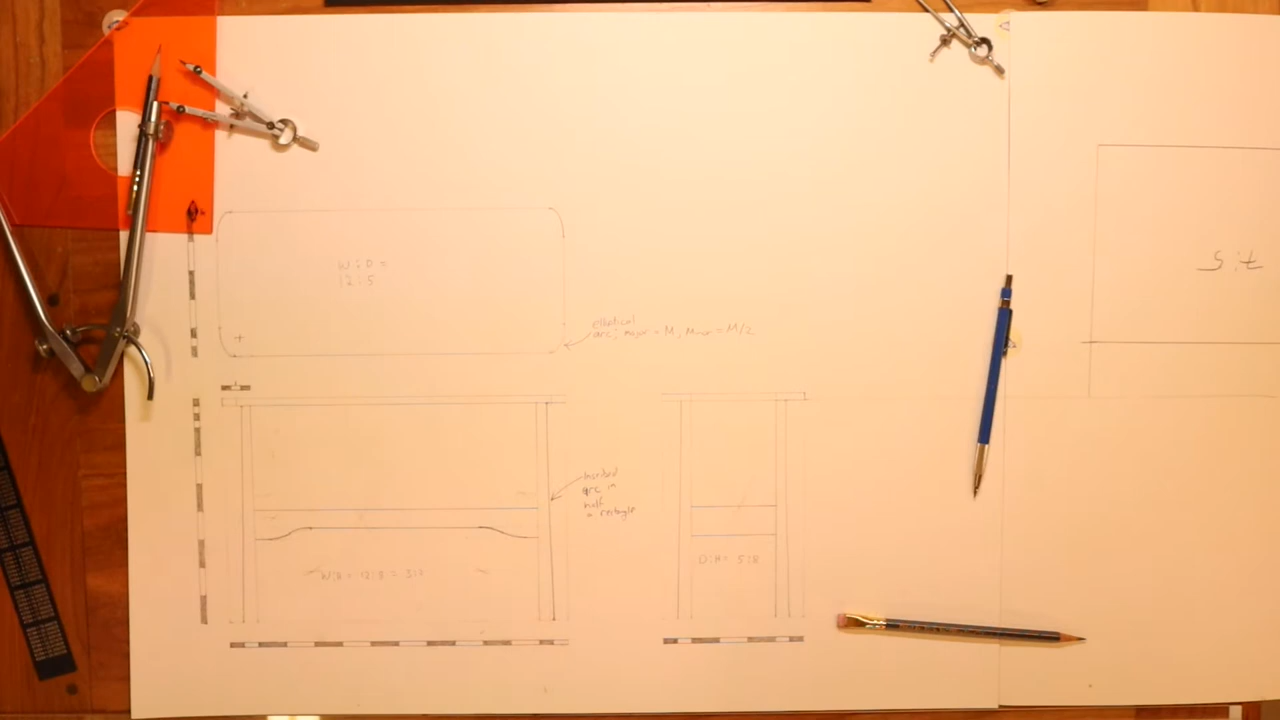 W:D =
12:5
elliptical
arc; major = M, Minor = M/2
inscribed
arc in
half
a rectangle
W:H = 12:8 = 3:2
D:H = 5:8
7:5